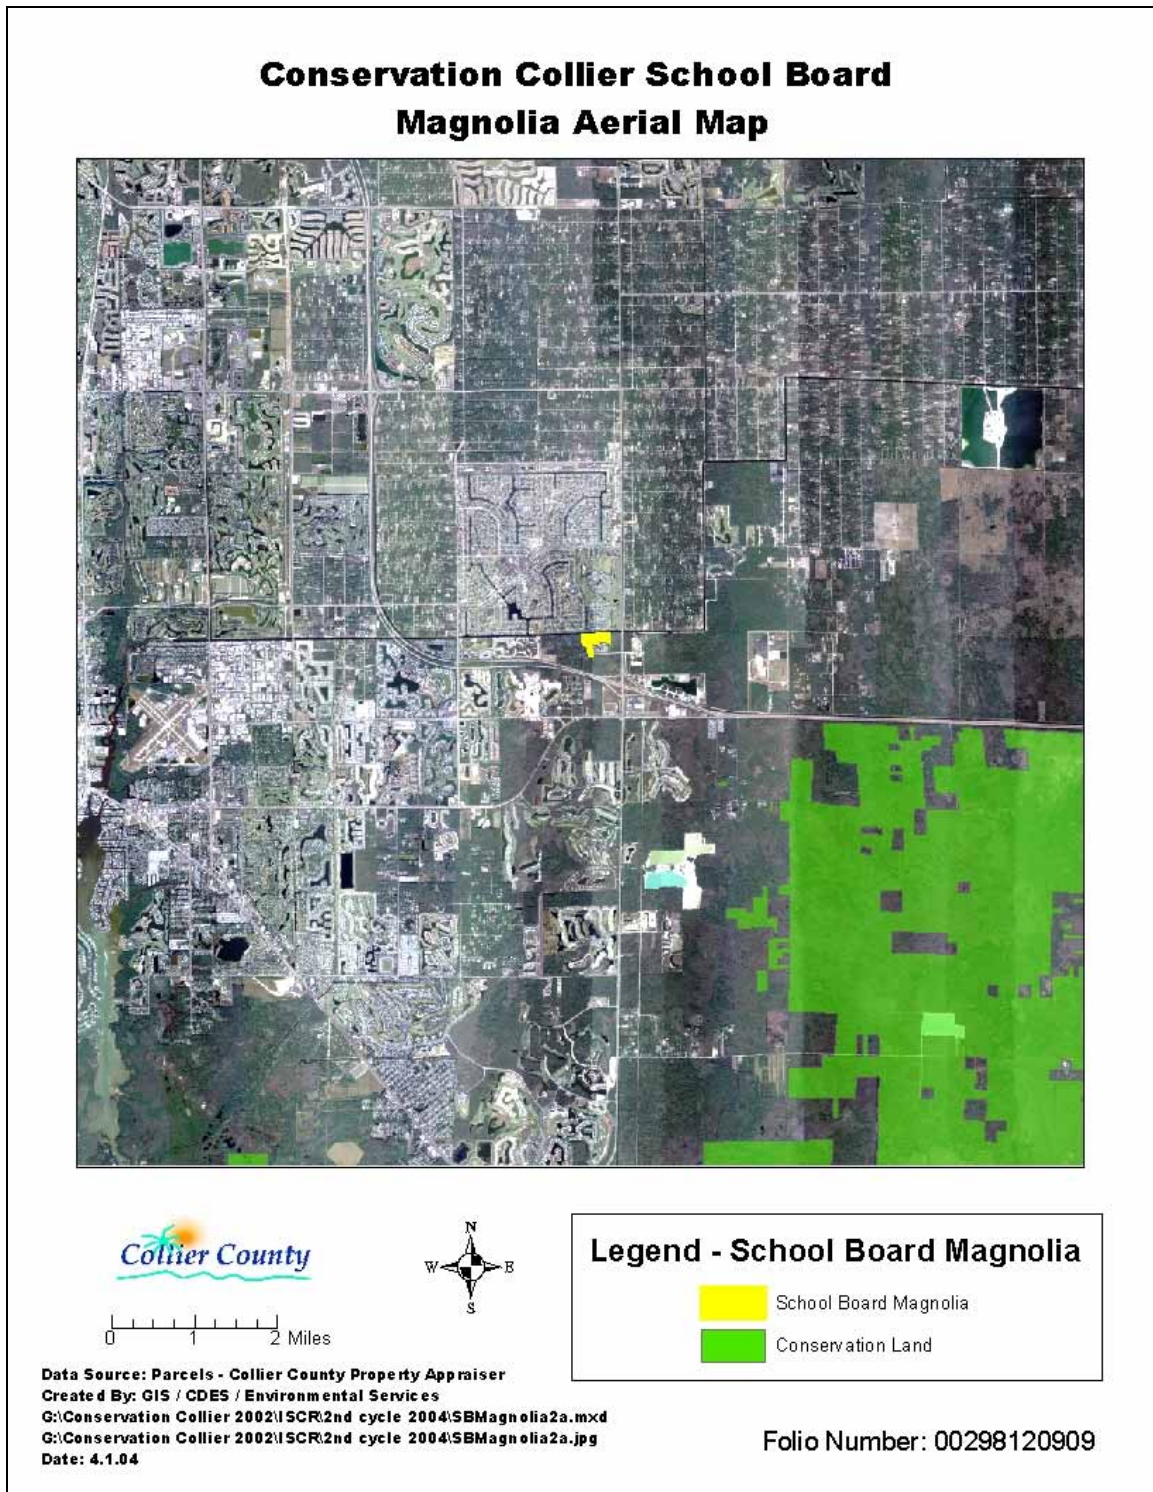 Conservation Collier School Board
Magnolia Aerial Map
Collier County
N
W E
S
0 1 2 Miles
Legend - School Board Magnolia
School Board Magnolia
Conservation Land
Data Source: Parcels - Collier County Property Appraiser
Created By: GIS / CDES / Environmental Services
G:\Conservation Collier 2002\ISCR\2nd cycle 2004\SBMagnolia2a.mxd
G:\Conservation Collier 2002\ISCR\2nd cycle 2004\SBMagnolia2a.jpg
Date: 4.1.04
Folio Number: 00298120909